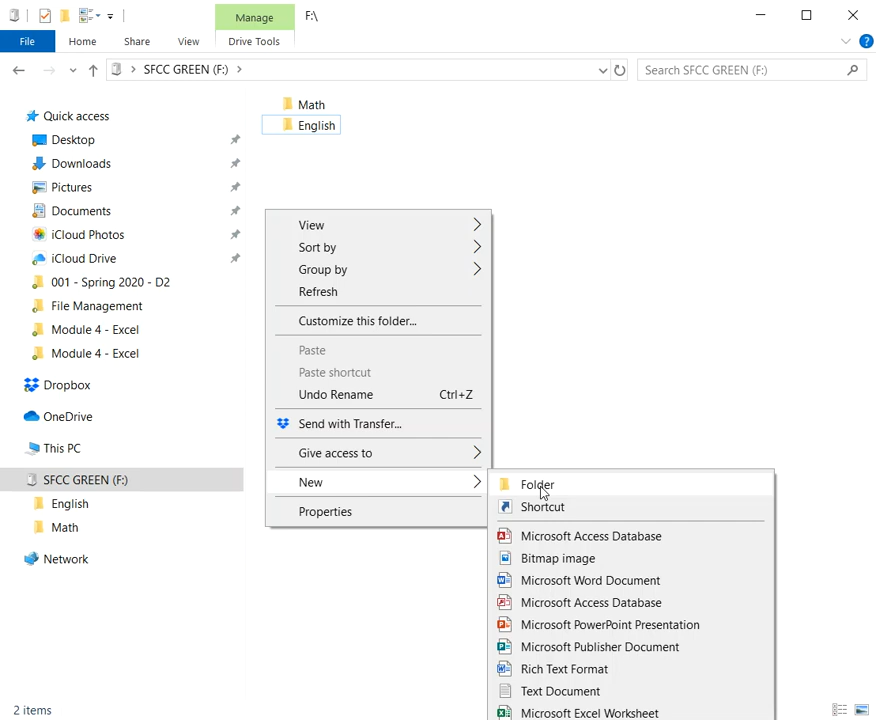 Manage
F:\
File
Home
Share
View
Drive Tools
?
SFCC GREEN (F:)
Search SFCC GREEN (F:)
Quick access
Desktop
Downloads
Pictures
Documents
iCloud Photos
iCloud Drive
001 - Spring 2020 - D2
File Management
Module 4 - Excel
Module 4 - Excel
Dropbox
OneDrive
This PC
SFCC GREEN (F:)
English
Math
Network
Math
English
View
Sort by
Group by
Refresh
Customize this folder...
Paste
Paste shortcut
Undo Rename Ctrl+Z
Send with Transfer...
Give access to
New
Properties
Folder
Shortcut
Microsoft Access Database
Bitmap image
Microsoft Word Document
Microsoft Access Database
Microsoft PowerPoint Presentation
Microsoft Publisher Document
Rich Text Format
Text Document
Microsoft Excel Worksheet
2 items